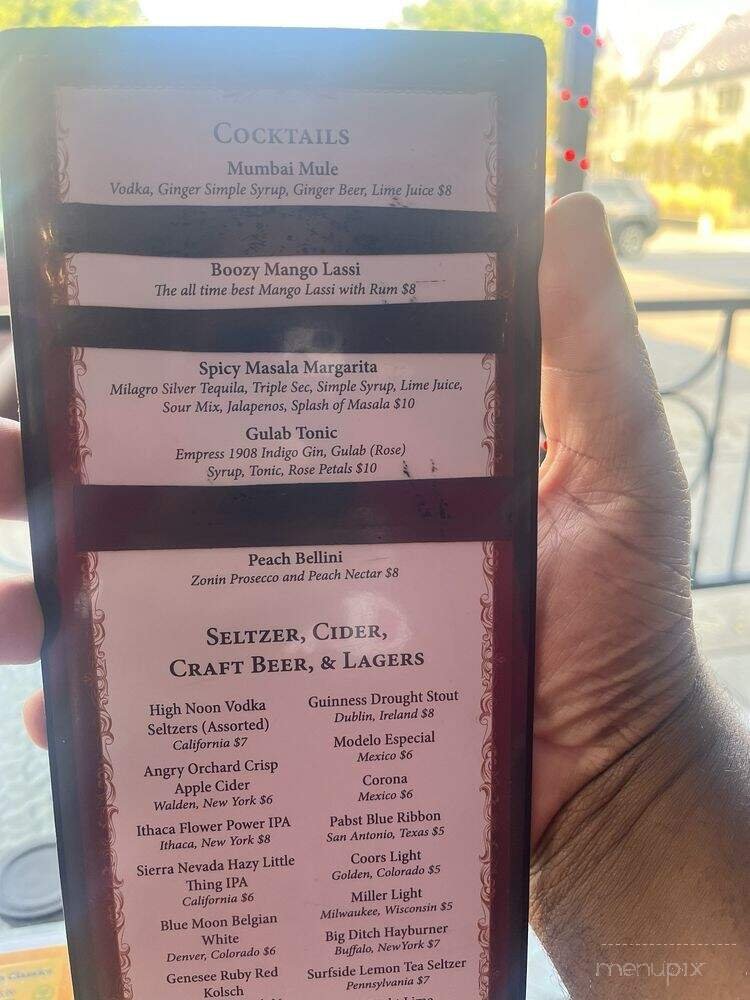 COCKTAILS
Mumbai Mule
Vodka, Ginger Simple Syrup, Ginger Beer, Lime Juice $8
Boozy Mango Lassi
The all time best Mango Lassi with Rum $8
Spicy Masala Margarita
Milagro Silver Tequila, Triple Sec, Simple Syrup, Lime Juice,
Sour Mix, Jalapenos, Splash of Masala $10
Gulab Tonic
Empress 1908 Indigo Gin, Gulab (Rose)
Syrup, Tonic, Rose Petals $10
Peach Bellini
Zonin Prosecco and Peach Nectar $8
SELTZER, CIDER,
CRAFT BEER, & LAGERS
High Noon Vodka
Seltzers (Assorted)
California $7
Angry Orchard Crisp
Apple Cider
Walden, New York $6
Ithaca Flower Power IPA
Ithaca, New York $8
Sierra Nevada Hazy Little
Thing IPA
California $6
Blue Moon Belgian
White
Denver, Colorado $6
Genesee Ruby Red
Kolsch
Guinness Drought Stout
Dublin, Ireland $8
Modelo Especial
Mexico $6
Corona
Mexico $6
Pabst Blue Ribbon
San Antonio, Texas $5
Coors Light
Golden, Colorado $5
Miller Light
Milwaukee, Wisconsin $5
Big Ditch Hayburner
Buffalo, NewYork $7
Surfside Lemon Tea Seltzer
Pennsylvania $7
menupix